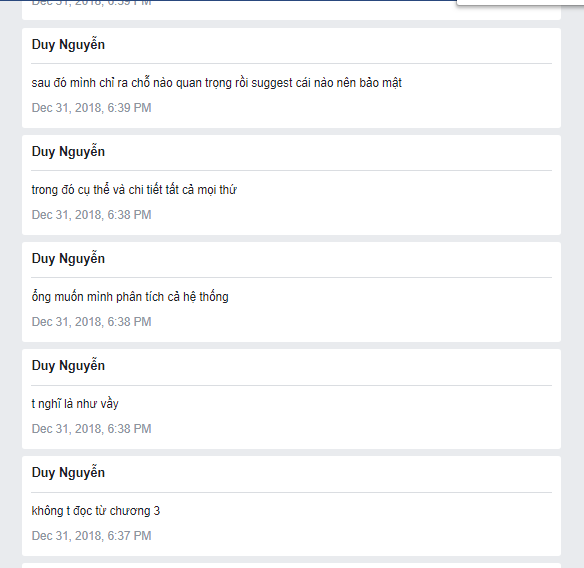 Dec 31, 2018, 6:39 PM
Duy Nguyễn
sau đó mình chỉ ra chỗ nào quan trọng rồi suggest cái nào nên bảo mật
Dec 31, 2018, 6:39 PM
Duy Nguyễn
trong đó cụ thể và chi tiết tất cả mọi thứ
Dec 31, 2018, 6:38 PM
Duy Nguyễn
ổng muốn mình phân tích cả hệ thống
Dec 31, 2018, 6:38 PM
Duy Nguyễn
t nghĩ là như vầy
Dec 31, 2018, 6:38 PM
Duy Nguyễn
không t đọc từ chương 3
Dec 31, 2018, 6:37 PM